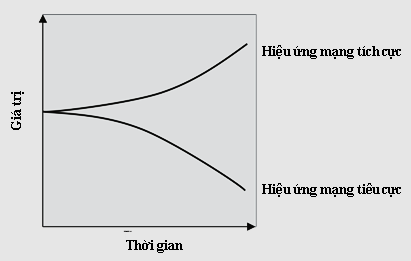 Hiệu ứng mạng tích cực
Giá trị
Hiệu ứng mạng tiêu cực
Thời gian